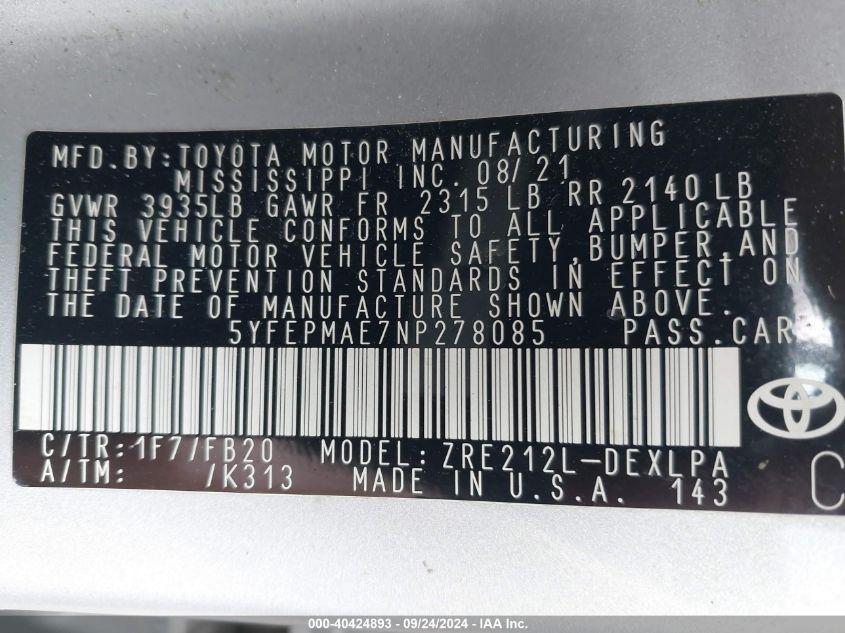 MFD.BY:TOYOTA MOTOR MANUFACTURING
MISSISSIPPI INC. 08/21
GVWR 3935LB GAWR FR 2315 LB RR 2140 LB
THIS VEHICLE CONFORMS TO ALL APPLICABLE
FEDERAL MOTOR VEHICLE SAFETY,BUMPER,AND
THEFT PREVENTION STANDARDS IN EFFECT ON
THE DATE OF MANUFACTURE SHOWN ABOVE.
5YFEPMAE7NP278085 PASS.CAR
C/TR:1F7/FB20 MODEL:ZRE212L-DEXLPA
A/TM: /K313 MADE IN U.S.A. 143
C
000-40424893 - 09/24/2024 - IAA Inc.